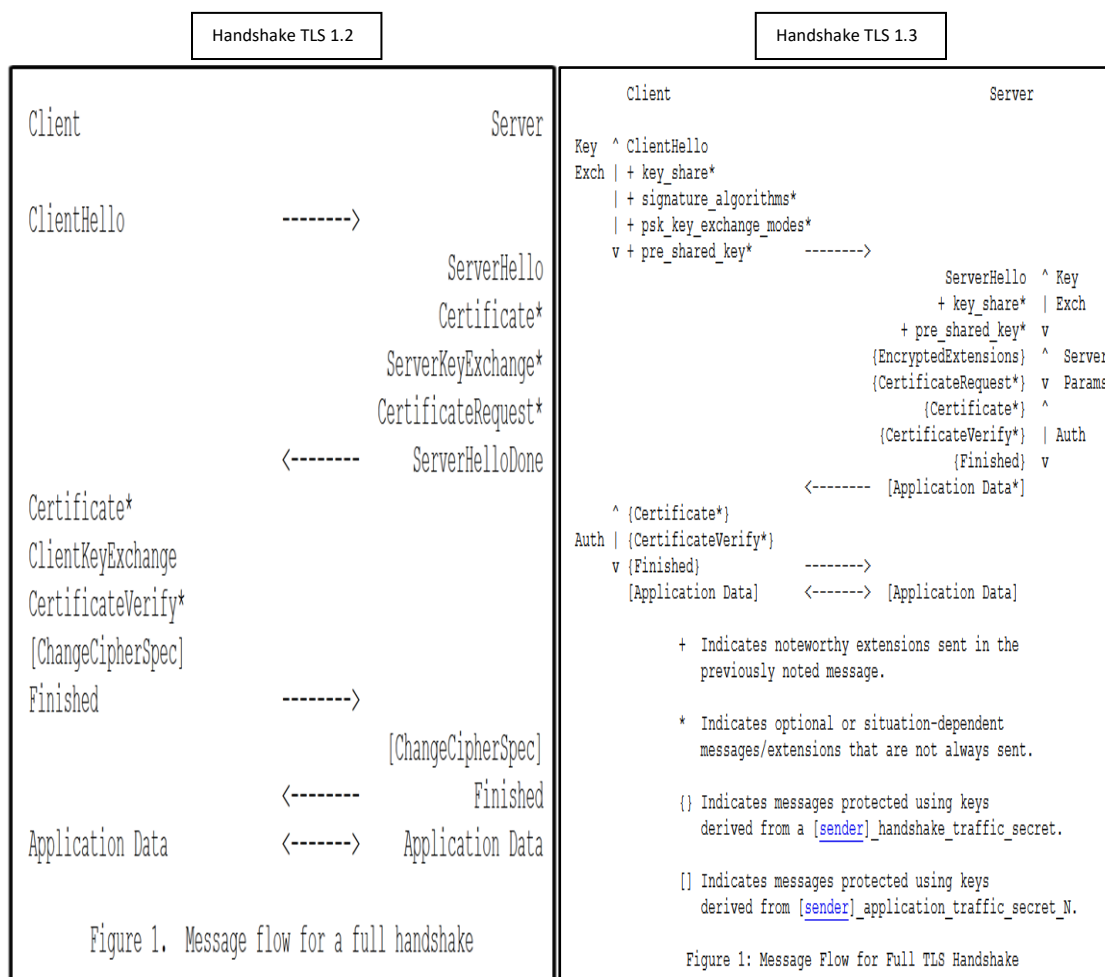 Handshake TLS 1.2
Client Server
ClientHello -------->
ServerHello
Certificate*
ServerKeyExchange*
CertificateRequest*
<-------- ServerHelloDone
Certificate*
ClientKeyExchange
CertificateVerify*
[ChangeCipherSpec]
Finished -------->
[ChangeCipherSpec]
<-------- Finished
Application Data <-------> Application Data
Figure 1. Message flow for a full handshake
Handshake TLS 1.3
Client Server
Key ^ ClientHello
Exch | + key_share*
| + signature_algorithms*
| + psk_key_exchange_modes*
v + pre_shared_key* -------->
ServerHello ^ Key
+ key_share* | Exch
+ pre_shared_key* v
{EncryptedExtensions} ^ Server
{CertificateRequest*} v Params
{Certificate*} ^
{CertificateVerify*} | Auth
{Finished} v
<-------- [Application Data*]
^ {Certificate*}
Auth | {CertificateVerify*}
v {Finished} -------->
[Application Data] <-------> [Application Data]
+ Indicates noteworthy extensions sent in the
previously noted message.
* Indicates optional or situation-dependent
messages/extensions that are not always sent.
{} Indicates messages protected using keys
derived from a [sender]_handshake_traffic_secret.
[] Indicates messages protected using keys
derived from [sender]_application_traffic_secret_N.
Figure 1: Message Flow for Full TLS Handshake